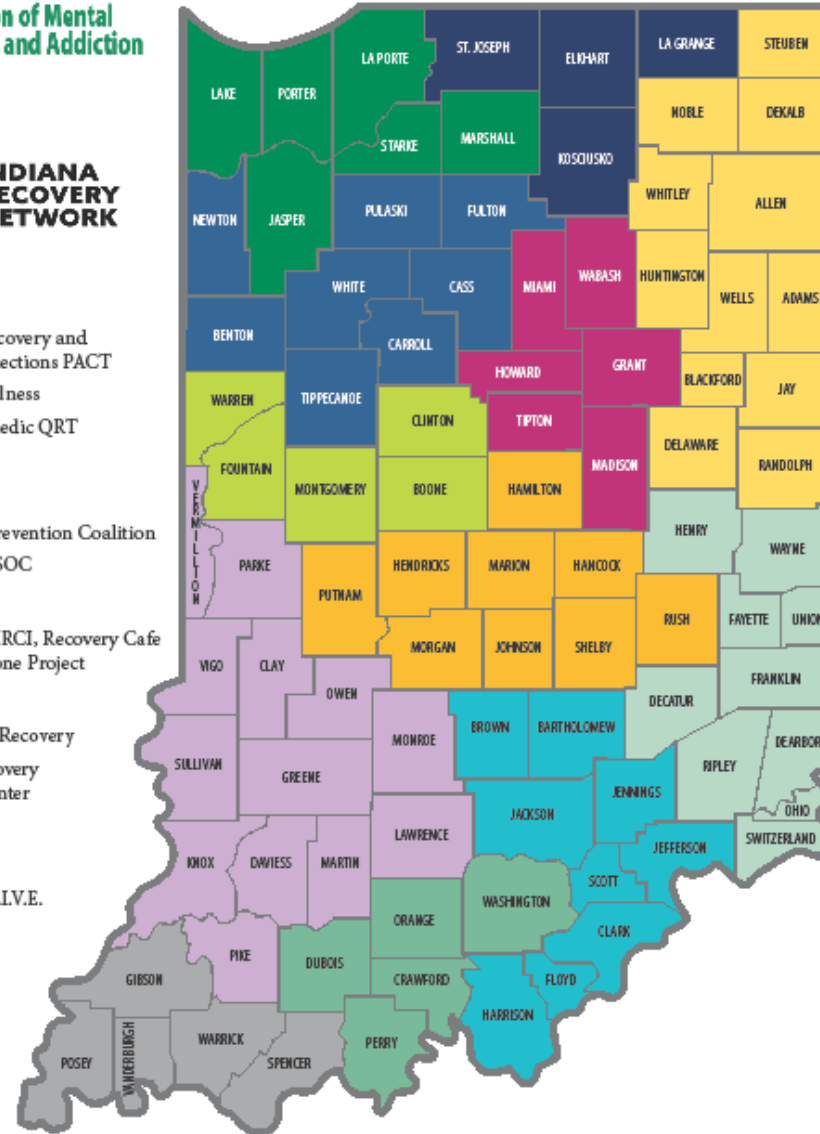 on of Mental
and Addiction
NDIANA
ECOVERY
ETWORK
covery and
ections PACT
lness
edic QRT
revention Coalition
SOC
IRCI, Recovery Cafe
one Project
Recovery
overy
nter
I.V.E.
LAKE
PORTER
LA PORTE
ST. JOSEPH
ELKHART
LA GRANGE
STEUBEN
NOBLE
DEKALB
STARKE
MARSHALL
KOSCIUSKO
WHITLEY
ALLEN
NEWTON
JASPER
PULASKI
FULTON
MIAMI
WABASH
HUNTINGTON
WELLS
ADAMS
WHITE
CASS
BENTON
CARROLL
HOWARD
GRANT
BLACKFORD
JAY
WARREN
TIPPECANOE
CLINTON
TIPTON
MADISON
DELAWARE
RANDOLPH
FOUNTAIN
VERMILLION
MONTGOMERY
BOONE
HAMILTON
HENRY
WAYNE
PARKE
PUTNAM
HENDRICKS
MARION
HANCOCK
RUSH
FAYETTE
UNION
VIGO
CLAY
OWEN
MORGAN
JOHNSON
SHELBY
DECATUR
FRANKLIN
MONROE
BROWN
BARTHOLOMEW
SULLIVAN
GREENE
JENNINGS
RIPLEY
DEARBOR
OHIO
SWITZERLAND
JACKSON
JEFFERSON
LAWRENCE
KNOX
DAVIESS
MARTIN
SCOTT
WASHINGTON
ORANGE
CLARK
PIKE
DUBOIS
CRAWFORD
FLOYD
HARRISON
GIBSON
POSEY
VANDERBURGH
WARRICK
SPENCER
PERRY